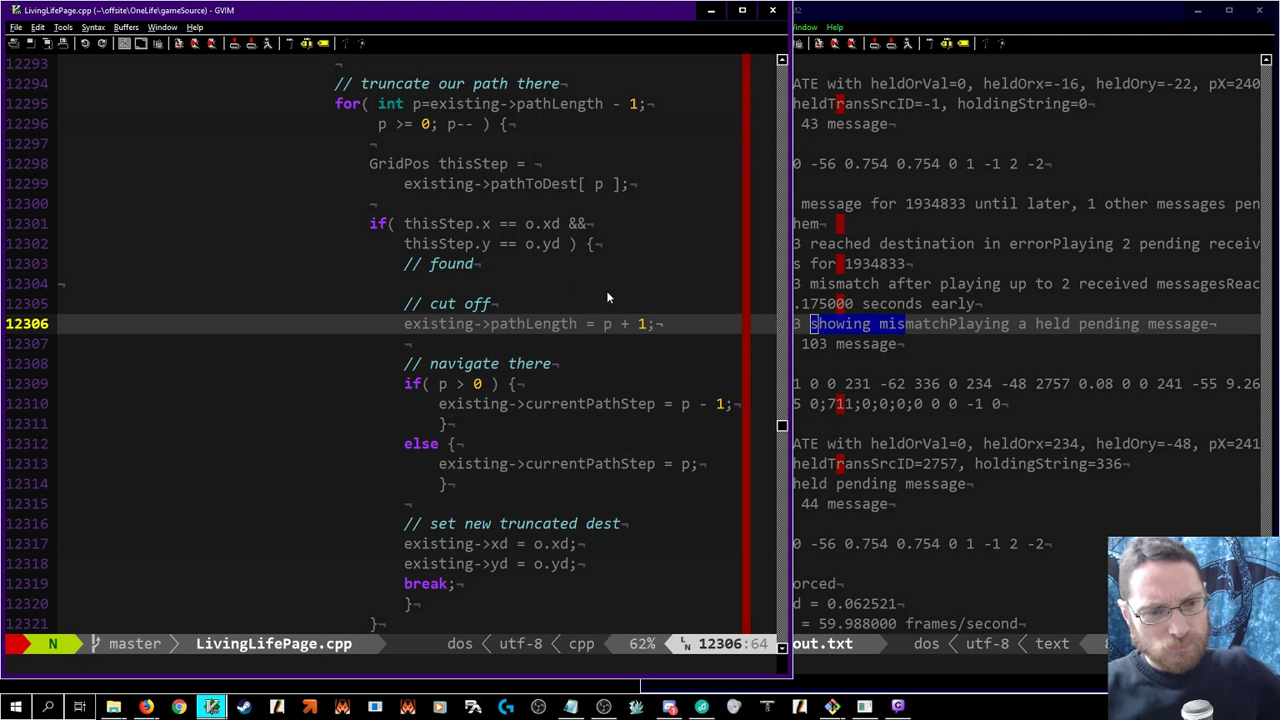 LivingLifePage.cpp (~\offsite\OneLife\gameSource) - GVIM
File Edit Tools Syntax Buffers Window Help
12293
12294 // truncate our path there¬
12295 for( int p=existing->pathLength - 1;¬
12296 p >= 0; p-- ) {¬
12297 ¬
12298 GridPos thisStep = ¬
12299 existing->pathToDest[ p ];¬
12300 ¬
12301 if( thisStep.x == o.xd &&¬
12302 thisStep.y == o.yd ) {¬
12303 // found¬
12304 ¬
12305 // cut off¬
12306 existing->pathLength = p + 1;¬
12307 ¬
12308 // navigate there¬
12309 if( p > 0 ) {¬
12310 existing->currentPathStep = p - 1;¬
12311 }¬
12312 else {¬
12313 existing->currentPathStep = p;¬
12314 }¬
12315 ¬
12316 // set new truncated dest¬
12317 existing->xd = o.xd;¬
12318 existing->yd = o.yd;¬
12319 break;¬
12320 }¬
12321 }¬
N master LivingLifePage.cpp dos utf-8 cpp 62% LN 12306:64
M2
Window Help
ATE with heldOrVal=0, heldOrx=-16, heldOry=-22, pX=240
heldTransSrcID=-1, holdingString=0¬
43 message¬
0 -56 0.754 0.754 0 1 -1 2 -2¬
message for 1934833 until later, 1 other messages pen
hem
3 reached destination in errorPlaying 2 pending receiv
s for 1934833¬
3 mismatch after playing up to 2 received messagesReac
.175000 seconds early¬
3 showing mismatchPlaying a held pending message¬
103 message¬
1 0 0 231 -62 336 0 234 -48 2757 0.08 0 0 241 -55 9.26
5 0;711;0;0;0;0 0 0 -1 0¬
ATE with heldOrVal=0, heldOrx=234, heldOry=-48, pX=241
heldTransSrcID=2757, holdingString=336¬
held pending message¬
44 message¬
0 -56 0.754 0.754 0 1 -1 2 -2¬
orced¬
d = 0.062521¬
= 59.988000 frames/second¬
out.txt dos utf-8 text